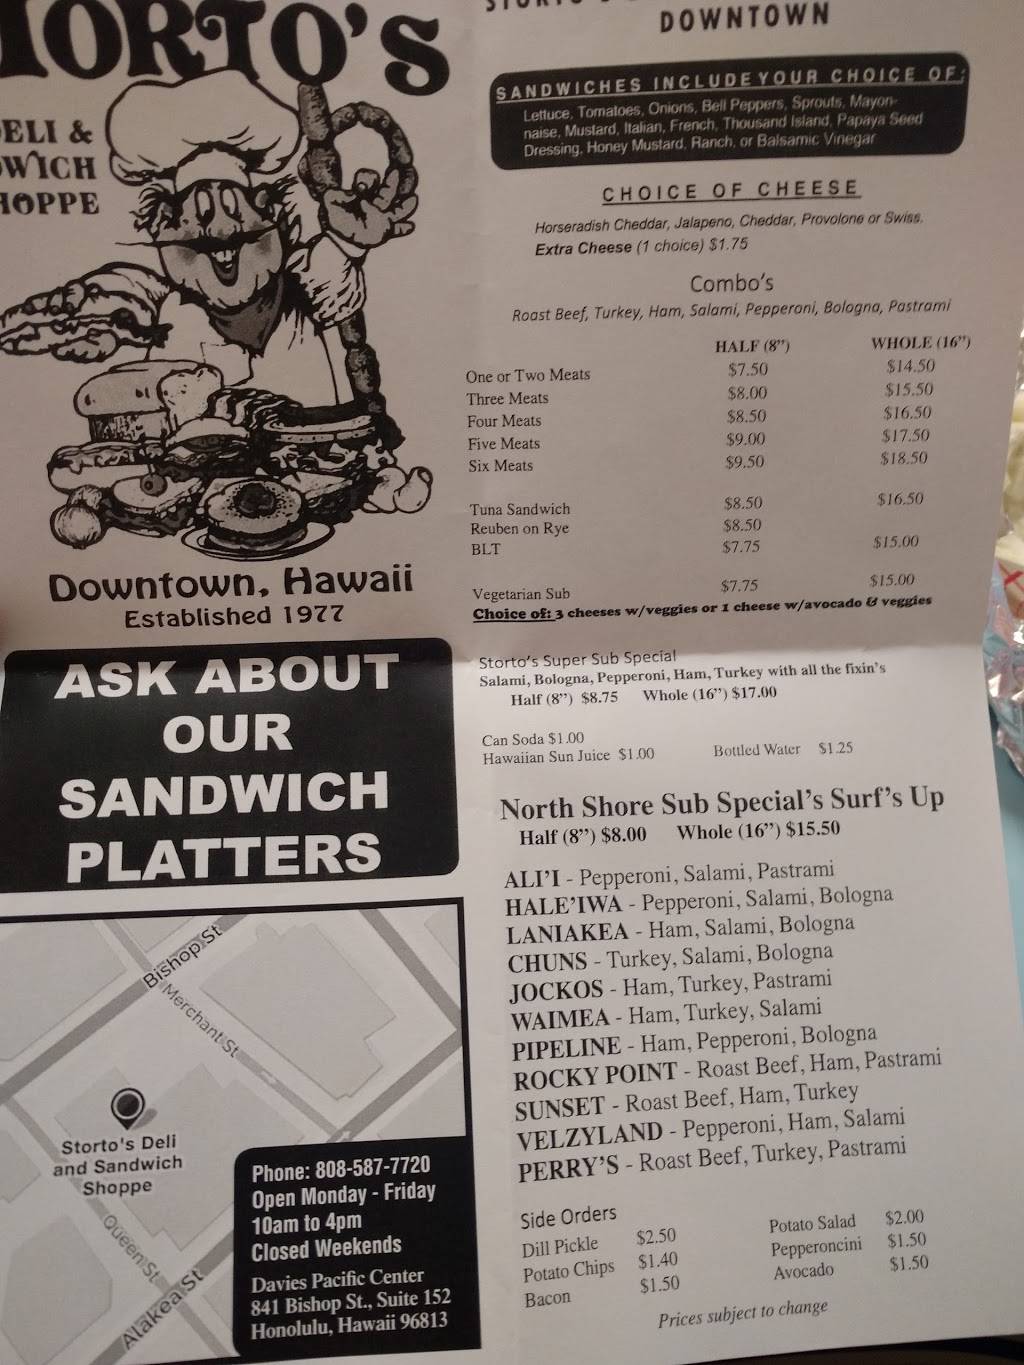 TORTO'S
DELI &
WICH
HOPPE
Downtown, Hawaii
Established 1977
ASK ABOUT
OUR
SANDWICH
PLATTERS
Bishop St
Merchant St
Storto's Deli
and Sandwich
Shoppe
Queen St
Alakea St
Phone: 808-587-7720
Open Monday - Friday
10am to 4pm
Closed Weekends
Davies Pacific Center
841 Bishop St., Suite 152
Honolulu, Hawaii 96813
DOWNTOWN
SANDWICHES INCLUDE YOUR CHOICE OF:
Lettuce, Tomatoes, Onions, Bell Peppers, Sprouts, Mayon-
naise, Mustard, Italian, French, Thousand Island, Papaya Seed
Dressing, Honey Mustard, Ranch, or Balsamic Vinegar
CHOICE OF CHEESE
Horseradish Cheddar, Jalapeno, Cheddar, Provolone or Swiss.
Extra Cheese (1 choice) $1.75
Combo's
Roast Beef, Turkey, Ham, Salami, Pepperoni, Bologna, Pastrami
HALF (8") WHOLE (16")
One or Two Meats $7.50 $14.50
Three Meats $8.00 $15.50
Four Meats $8.50 $16.50
Five Meats $9.00 $17.50
Six Meats $9.50 $18.50
Tuna Sandwich $8.50 $16.50
Reuben on Rye $8.50
BLT $7.75 $15.00
Vegetarian Sub $7.75 $15.00
Choice of: 3 cheeses w/veggies or 1 cheese w/avocado & veggies
Storto's Super Sub Special
Salami, Bologna, Pepperoni, Ham, Turkey with all the fixin's
Half (8") $8.75 Whole (16") $17.00
Can Soda $1.00
Hawaiian Sun Juice $1.00 Bottled Water $1.25
North Shore Sub Special's Surf's Up
Half (8") $8.00 Whole (16") $15.50
ALI'I - Pepperoni, Salami, Pastrami
HALE'IWA - Pepperoni, Salami, Bologna
LANIAKEA - Ham, Salami, Bologna
CHUNS - Turkey, Salami, Bologna
JOCKOS - Ham, Turkey, Pastrami
WAIMEA - Ham, Turkey, Salami
PIPELINE - Ham, Pepperoni, Bologna
ROCKY POINT - Roast Beef, Ham, Pastrami
SUNSET - Roast Beef, Ham, Turkey
VELZYLAND - Pepperoni, Ham, Salami
PERRY'S - Roast Beef, Turkey, Pastrami
Side Orders
Dill Pickle $2.50 Potato Salad $2.00
Potato Chips $1.40 Pepperoncini $1.50
Bacon $1.50 Avocado $1.50
Prices subject to change